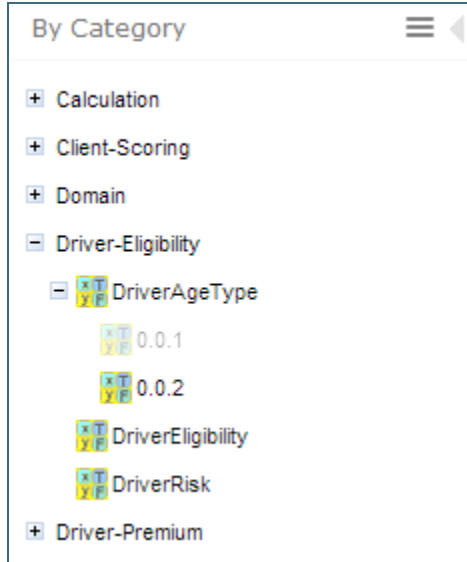 By Category
Calculation
Client-Scoring
Domain
Driver-Eligibility
DriverAgeType
0.0.1
0.0.2
DriverEligibility
DriverRisk
Driver-Premium